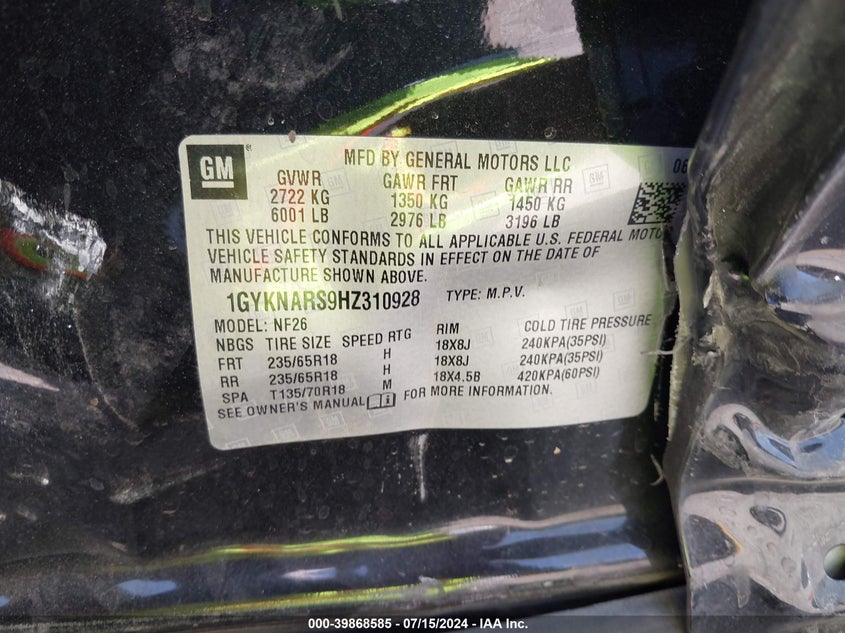 GM ® MFD BY GENERAL MOTORS LLC 06
GVWR GAWR FRT GAWR RR
2722 KG 1350 KG 1450 KG
6001 LB 2976 LB 3196 LB
THIS VEHICLE CONFORMS TO ALL APPLICABLE U.S. FEDERAL MOTO
VEHICLE SAFETY STANDARDS IN EFFECT ON THE DATE OF
MANUFACTURE SHOWN ABOVE.
1GYKNARS9HZ310928 TYPE: M.P.V.
MODEL: NF26
NBGS TIRE SIZE SPEED RTG RIM COLD TIRE PRESSURE
FRT 235/65R18 H 18X8J 240KPA(35PSI)
RR 235/65R18 H 18X8J 240KPA(35PSI)
SPA T135/70R18 M 18X4.5B 420KPA(60PSI)
SEE OWNER'S MANUAL FOR MORE INFORMATION.
000-39868585 - 07/15/2024 - IAA Inc.